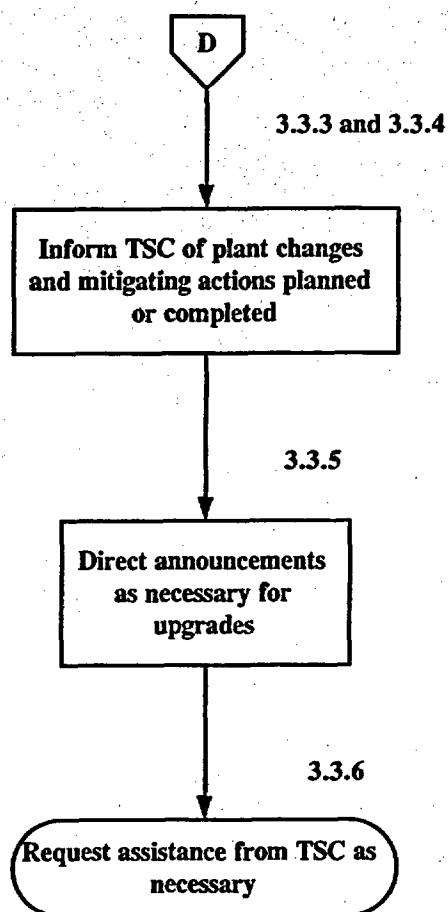 D
3.3.3 and 3.3.4
Inform TSC of plant changes
and mitigating actions planned
or completed
3.3.5
Direct announcements
as necessary for
upgrades
3.3.6
Request assistance from TSC as
necessary